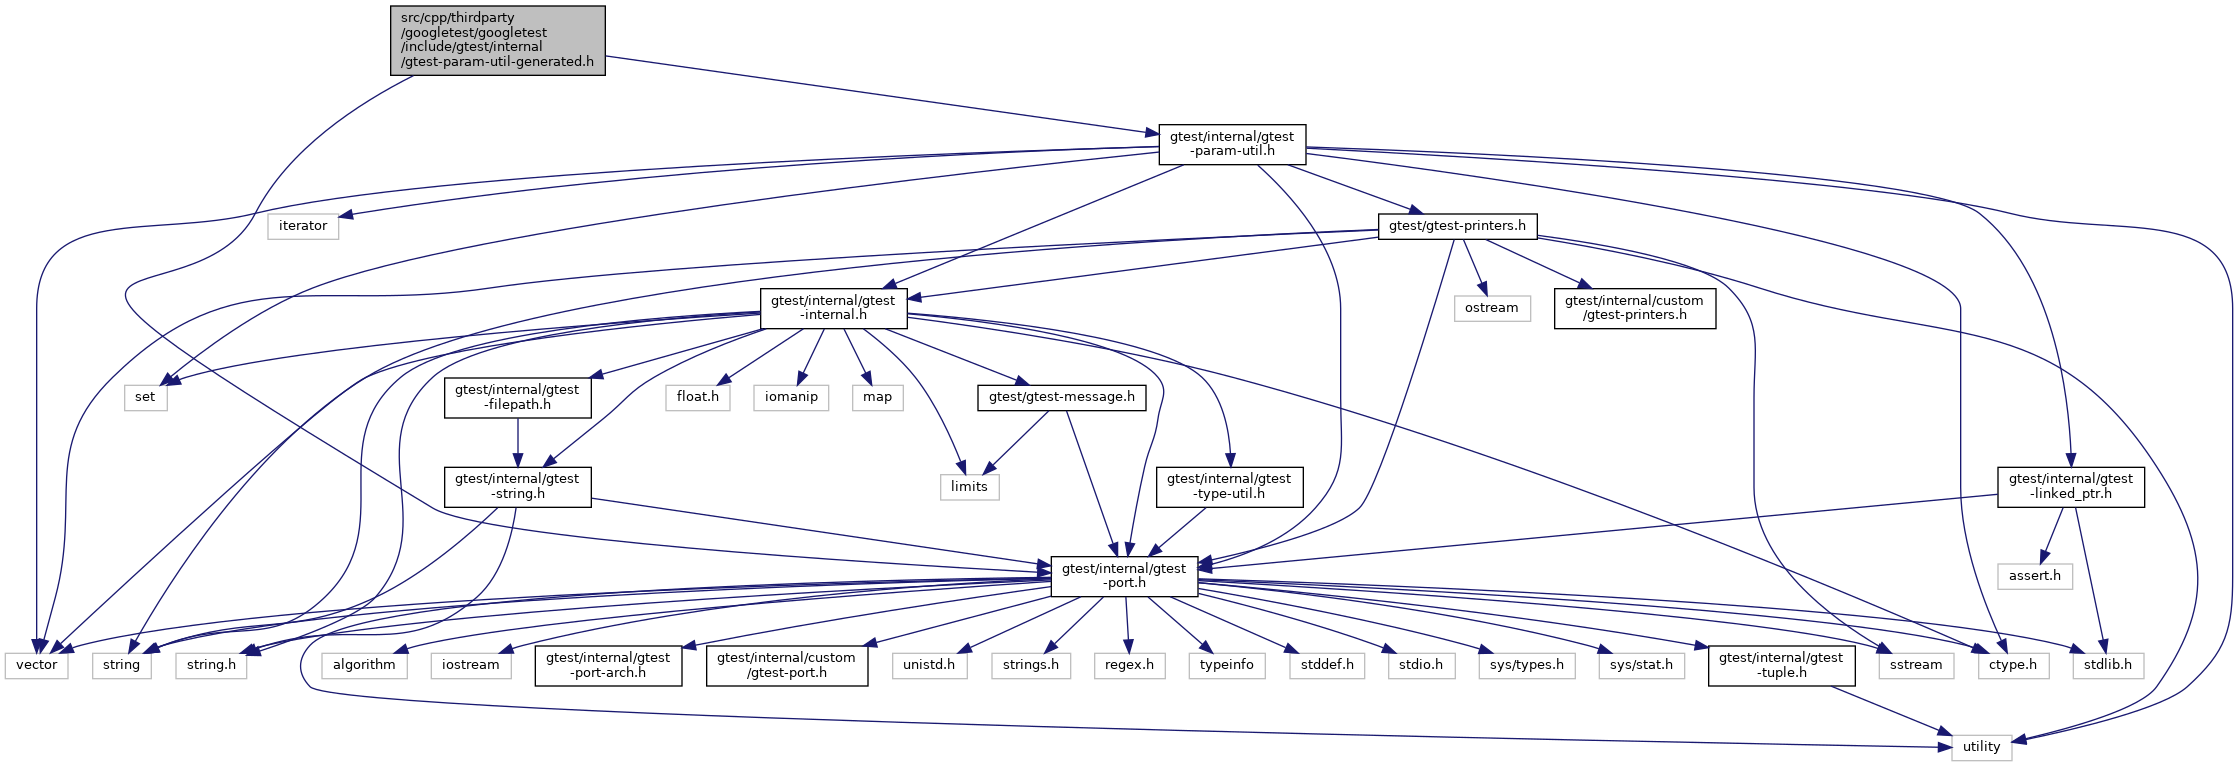 src/cpp/thirdparty
/googletest/googletest
/include/gtest/internal
/gtest-param-util-generated.h
gtest/internal/gtest
-param-util.h
iterator
gtest/gtest-printers.h
gtest/internal/gtest
-internal.h
ostream
gtest/internal/custom
/gtest-printers.h
set
gtest/internal/gtest
-filepath.h
float.h
iomanip
map
gtest/gtest-message.h
gtest/internal/gtest
-string.h
limits
gtest/internal/gtest
-type-util.h
gtest/internal/gtest
-linked_ptr.h
gtest/internal/gtest
-port.h
assert.h
vector
string
string.h
algorithm
iostream
gtest/internal/gtest
-port-arch.h
gtest/internal/custom
/gtest-port.h
unistd.h
strings.h
regex.h
typeinfo
stddef.h
stdio.h
sys/types.h
sys/stat.h
gtest/internal/gtest
-tuple.h
sstream
ctype.h
stdlib.h
utility